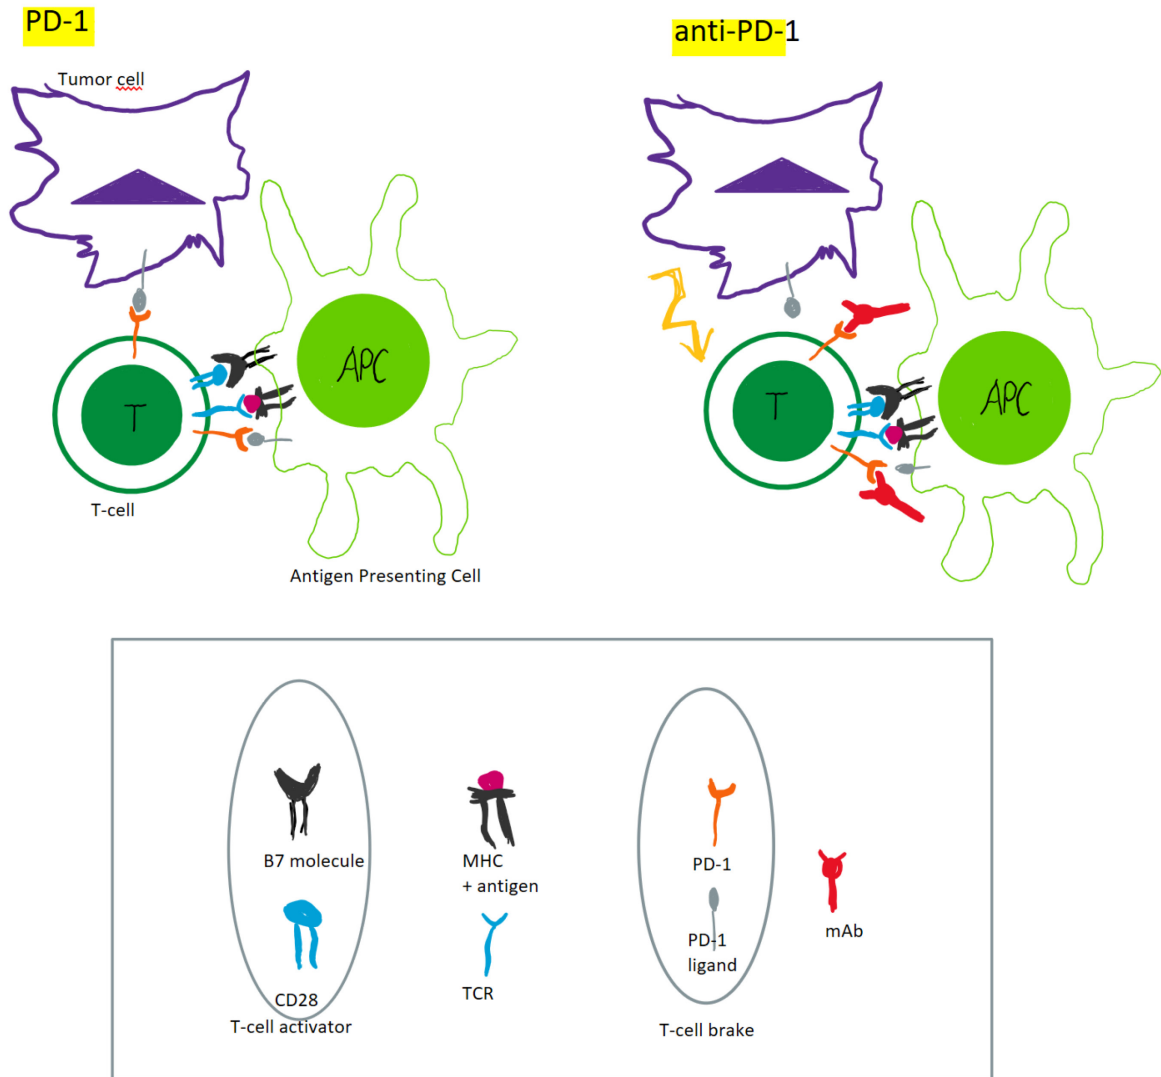 PD-1
anti-PD-1
Tumor cell
APC
T
T-cell
Antigen Presenting Cell
APC
T
B7 molecule
CD28
T-cell activator
MHC
+ antigen
TCR
PD-1
PD-1
ligand
T-cell brake
mAb